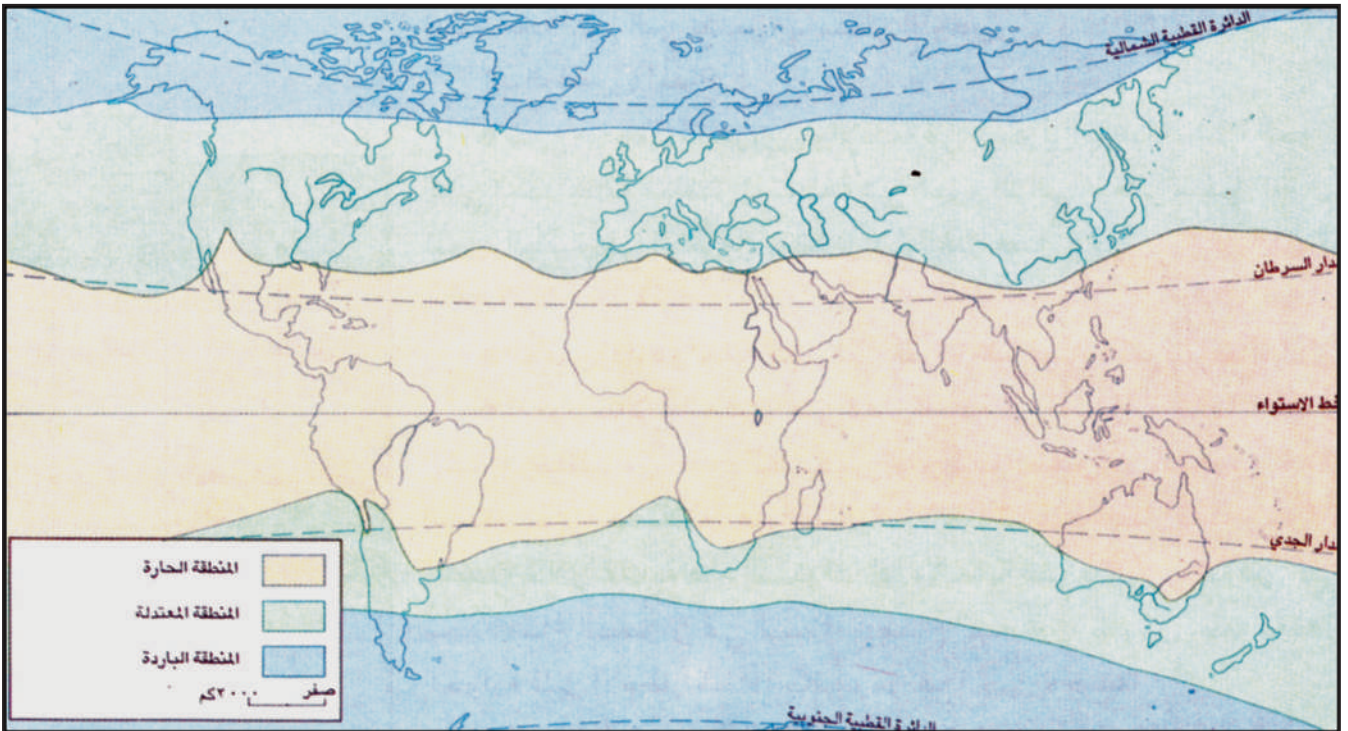 الدائرة القطبية الشمالية
مدار السرطان
خط الاستواء
مدار الجدي
المنطقة الحارة
المنطقة المعتدلة
المنطقة الباردة
صفر ٢٠٠٠كم
الدائرة القطبية الجنوبية